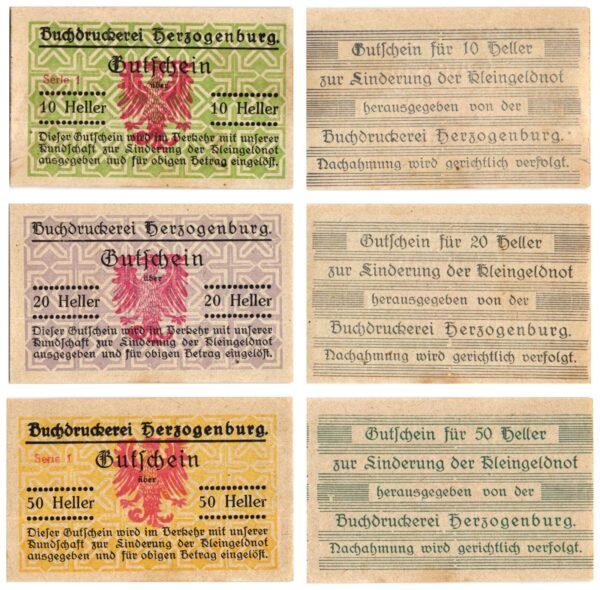 Buchdruckerei Herzogenburg.
Serie 1
Gutschein
über
10 Heller 10 Heller
Dieser Gutschein wird im Verkehr mit unserer
Kundschaft zur Linderung der Kleingeldnot
ausgegeben und für obigen Betrag eingelöst.
Gutschein für 10 Heller
zur Linderung der Kleingeldnot
herausgegeben von der
Buchdruckerei Herzogenburg.
Nachahmung wird gerichtlich verfolgt.
Buchdruckerei Herzogenburg.
Gutschein
über
20 Heller 20 Heller
Dieser Gutschein wird im Verkehr mit unserer
Kundschaft zur Linderung der Kleingeldnot
ausgegeben und für obigen Betrag eingelöst.
Gutschein für 20 Heller
zur Linderung der Kleingeldnot
herausgegeben von der
Buchdruckerei Herzogenburg.
Nachahmung wird gerichtlich verfolgt.
Buchdruckerei Herzogenburg.
Serie 1
Gutschein
über
50 Heller 50 Heller
Dieser Gutschein wird im Verkehr mit unserer
Kundschaft zur Linderung der Kleingeldnot
ausgegeben und für obigen Betrag eingelöst.
Gutschein für 50 Heller
zur Linderung der Kleingeldnot
herausgegeben von der
Buchdruckerei Herzogenburg.
Nachahmung wird gerichtlich verfolgt.